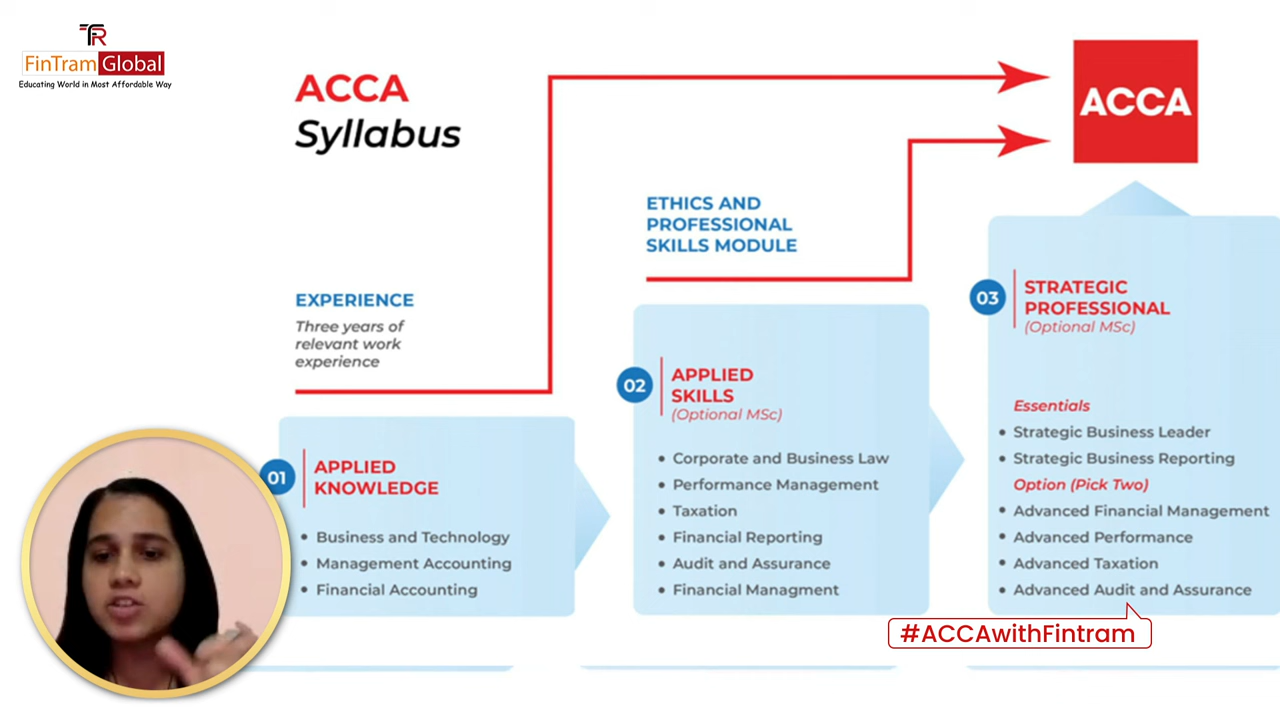 TFR
FinTram Global
Educating World in Most Affordable Way
ACCA
Syllabus
ACCA
EXPERIENCE
Three years of
relevant work
experience
ETHICS AND
PROFESSIONAL
SKILLS MODULE
01
APPLIED
KNOWLEDGE
• Business and Technology
• Management Accounting
• Financial Accounting
02
APPLIED
SKILLS
(Optional MSc)
• Corporate and Business Law
• Performance Management
• Taxation
• Financial Reporting
• Audit and Assurance
• Financial Managment
03
STRATEGIC
PROFESSIONAL
(Optional MSc)
Essentials
• Strategic Business Leader
• Strategic Business Reporting
Option (Pick Two)
• Advanced Financial Management
• Advanced Performance
• Advanced Taxation
• Advanced Audit and Assurance
#ACCAwithFintram